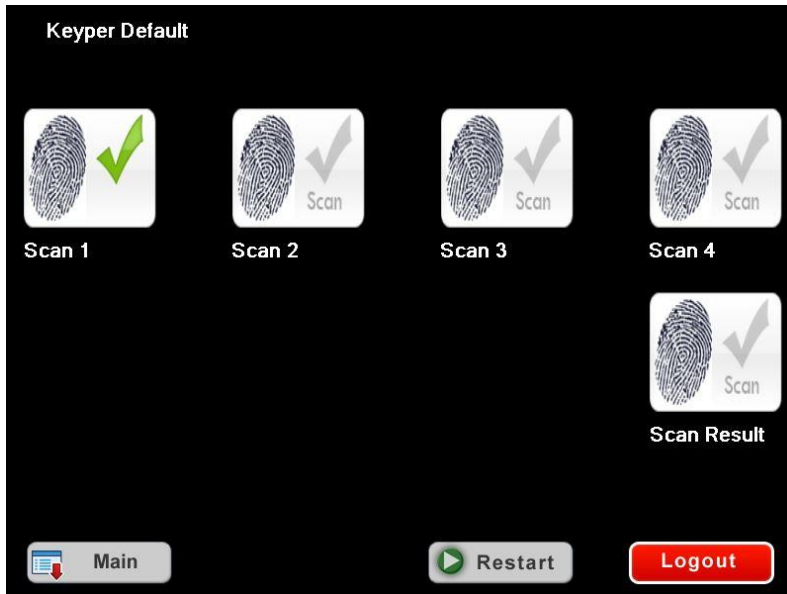 Keyper Default
Scan
Scan
Scan
Scan 1
Scan 2
Scan 3
Scan 4
Scan
Scan Result
Main
Restart
Logout